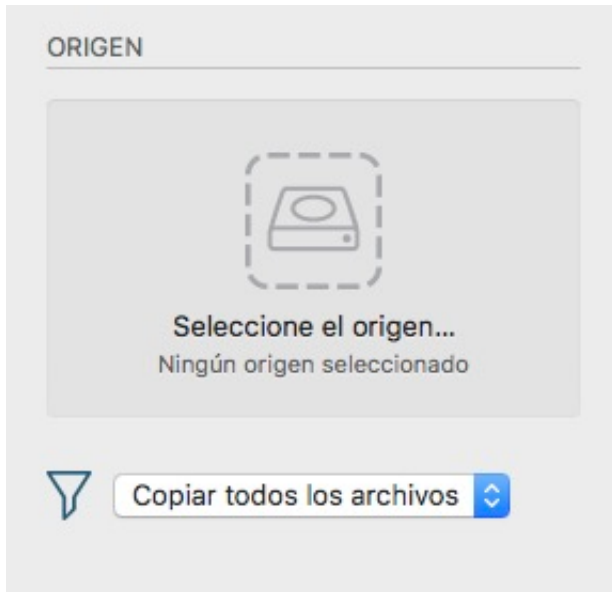 ORIGEN
Seleccione el origen...
Ningún origen seleccionado
Copiar todos los archivos